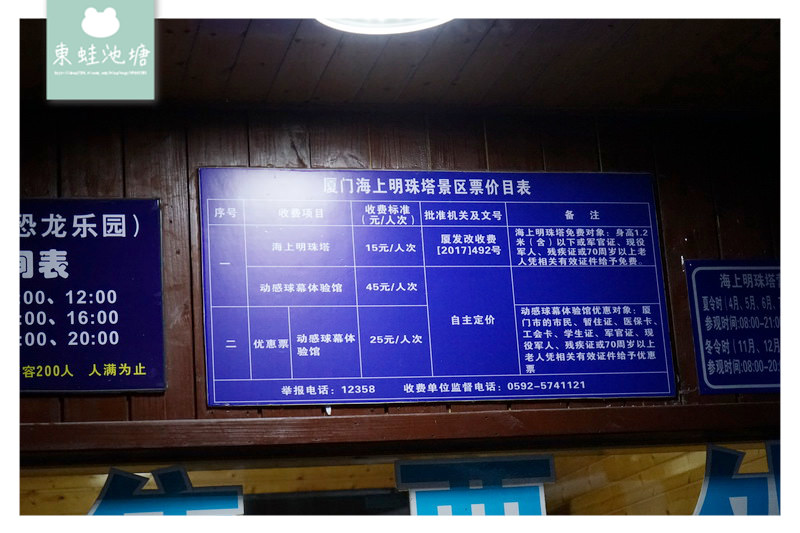 東蛙池塘
恐龙乐园）
间表
:00、12:00
:00、16:00
:00、20:00
容200人 人满为止
厦门海上明珠塔景区票价目表
序号 收费项目 收费标准（元/人次） 批准机关及文号 备 注
一 海上明珠塔 15元/人次 厦发改收费[2017]492号
海上明珠塔免费对象：身高1.2
米（含）以下或军官证、现役
军人、残疾证或70周岁以上老
人凭相关有效证件给予免费。
动感球幕体验馆 45元/人次 自主定价
二 优惠票 动感球幕体验馆 25元/人次
动感球幕体验馆优惠对象：厦
门市的市民、暂住证、医保卡、
工会卡、学生证、军官证、现
役军人、残疾证或70周岁以上
老人凭相关有效证件给予优惠
票
举报电话：12358 收费单位监督电话：0592-5741121
海上明珠塔
夏令时（4月、5月、6月、
参观时间:08:00-21:0
冬令时（11月、12月
参观时间:08:00-20: